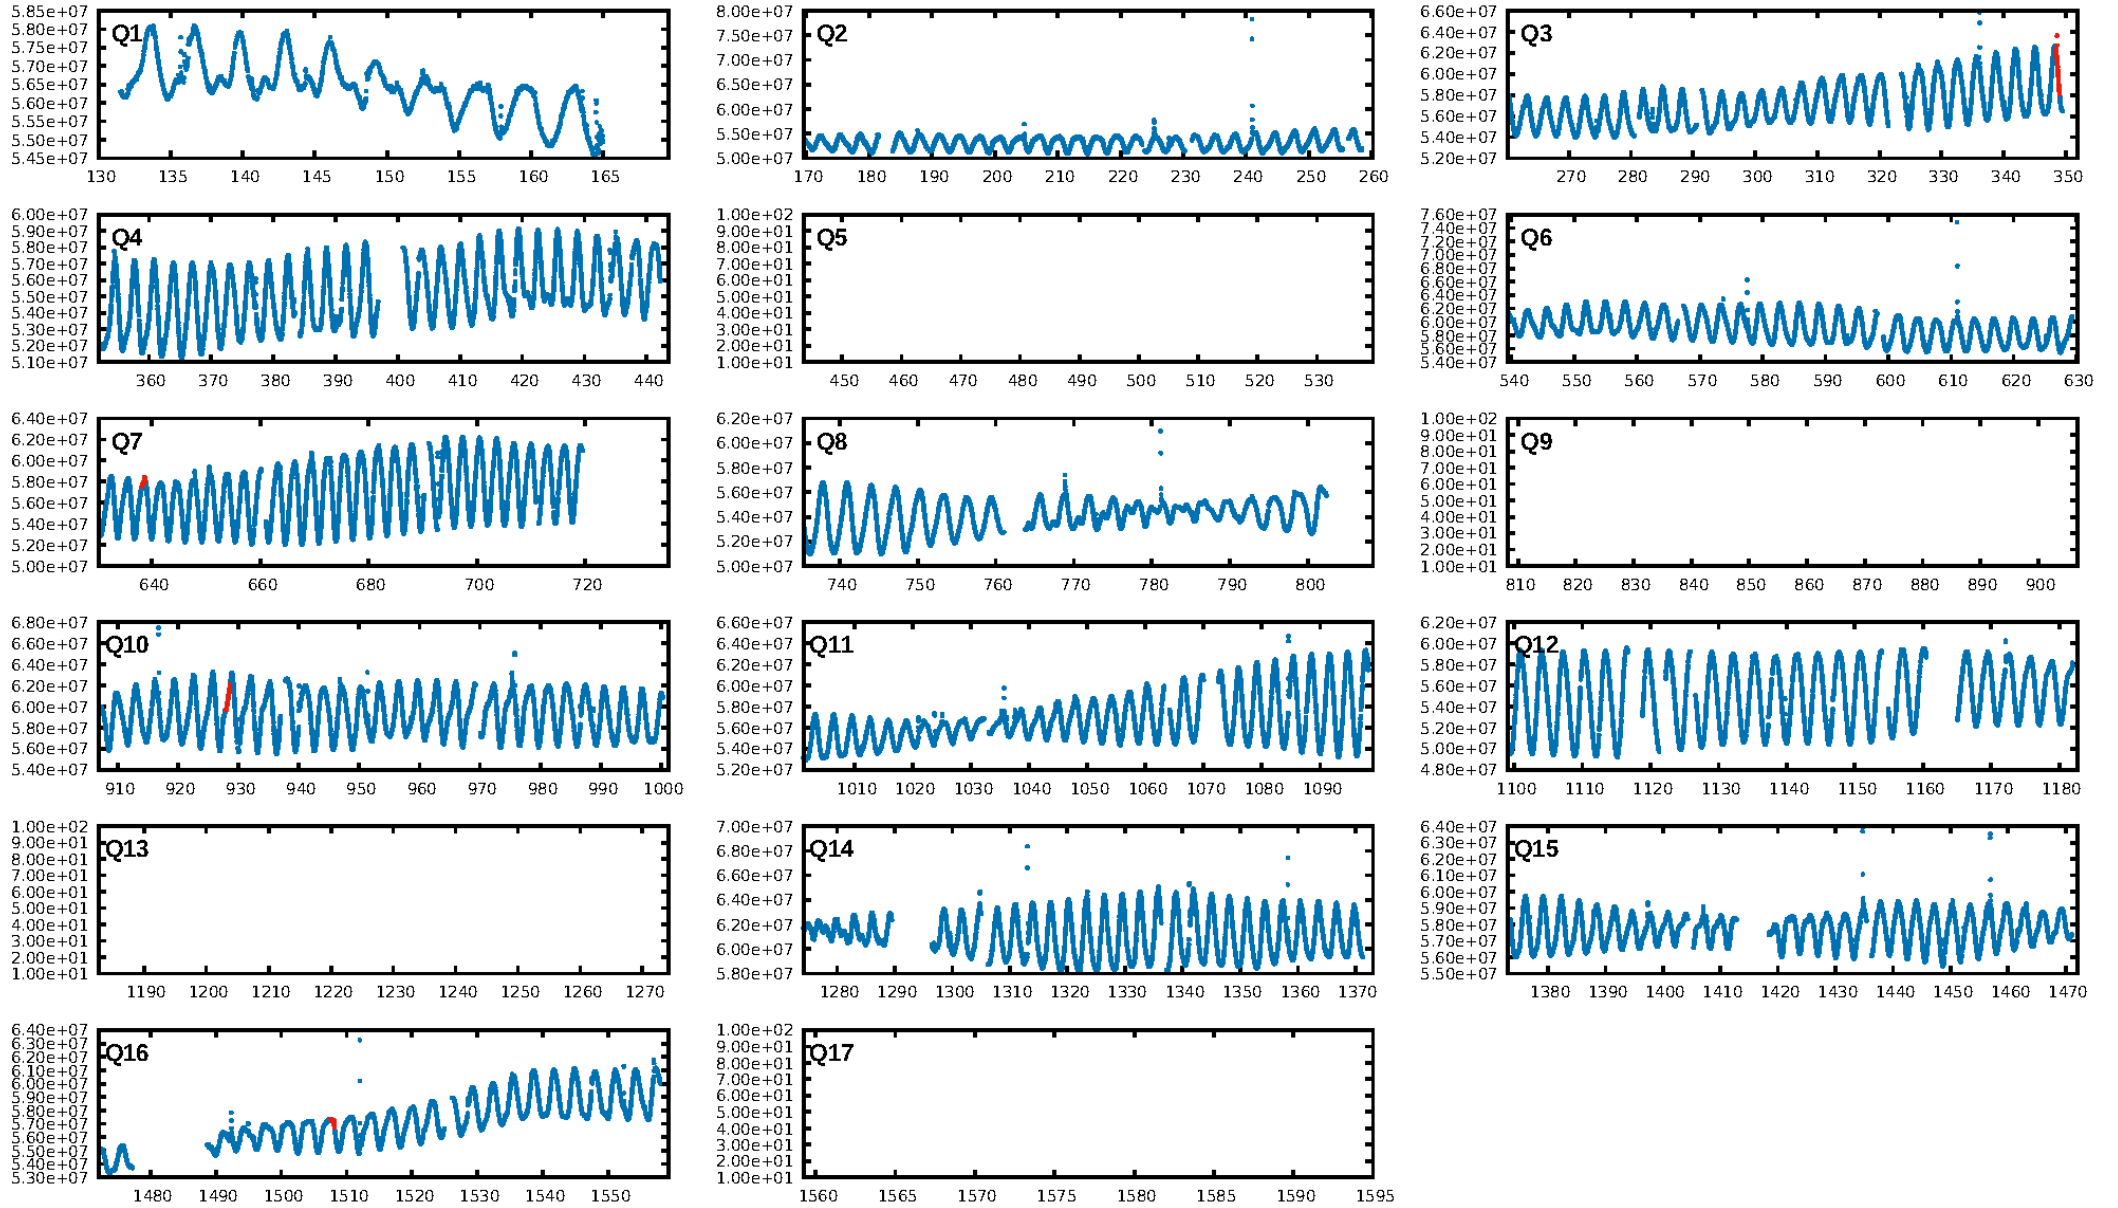 5.85e+07 5.80e+07 5.75e+07 5.70e+07 5.65e+07 5.60e+07 5.55e+07 5.50e+07 5.45e+07
Q1
130 135 140 145 150 155 160 165
8.00e+07 7.50e+07 7.00e+07 6.50e+07 6.00e+07 5.50e+07 5.00e+07
Q2
170 180 190 200 210 220 230 240 250 260
6.60e+07 6.40e+07 6.20e+07 6.00e+07 5.80e+07 5.60e+07 5.40e+07 5.20e+07
Q3
270 280 290 300 310 320 330 340 350
6.00e+07 5.90e+07 5.80e+07 5.70e+07 5.60e+07 5.50e+07 5.40e+07 5.30e+07 5.20e+07 5.10e+07
Q4
360 370 380 390 400 410 420 430 440
1.00e+02 9.00e+01 8.00e+01 7.00e+01 6.00e+01 5.00e+01 4.00e+01 3.00e+01 2.00e+01 1.00e+01
Q5
450 460 470 480 490 500 510 520 530
7.60e+07 7.40e+07 7.20e+07 7.00e+07 6.80e+07 6.60e+07 6.40e+07 6.20e+07 6.00e+07 5.80e+07 5.60e+07 5.40e+07
Q6
540 550 560 570 580 590 600 610 620 630
6.40e+07 6.20e+07 6.00e+07 5.80e+07 5.60e+07 5.40e+07 5.20e+07 5.00e+07
Q7
640 660 680 700 720
6.20e+07 6.00e+07 5.80e+07 5.60e+07 5.40e+07 5.20e+07 5.00e+07
Q8
740 750 760 770 780 790 800
1.00e+02 9.00e+01 8.00e+01 7.00e+01 6.00e+01 5.00e+01 4.00e+01 3.00e+01 2.00e+01 1.00e+01
Q9
810 820 830 840 850 860 870 880 890 900
6.80e+07 6.60e+07 6.40e+07 6.20e+07 6.00e+07 5.80e+07 5.60e+07 5.40e+07
Q10
910 920 930 940 950 960 970 980 990 1000
6.60e+07 6.40e+07 6.20e+07 6.00e+07 5.80e+07 5.60e+07 5.40e+07 5.20e+07
Q11
1010 1020 1030 1040 1050 1060 1070 1080 1090
6.20e+07 6.00e+07 5.80e+07 5.60e+07 5.40e+07 5.20e+07 5.00e+07 4.80e+07
Q12
1100 1110 1120 1130 1140 1150 1160 1170 1180
1.00e+02 9.00e+01 8.00e+01 7.00e+01 6.00e+01 5.00e+01 4.00e+01 3.00e+01 2.00e+01 1.00e+01
Q13
1190 1200 1210 1220 1230 1240 1250 1260 1270
7.00e+07 6.80e+07 6.60e+07 6.40e+07 6.20e+07 6.00e+07 5.80e+07
Q14
1280 1290 1300 1310 1320 1330 1340 1350 1360 1370
6.40e+07 6.30e+07 6.20e+07 6.10e+07 6.00e+07 5.90e+07 5.80e+07 5.70e+07 5.60e+07 5.50e+07
Q15
1380 1390 1400 1410 1420 1430 1440 1450 1460 1470
6.40e+07 6.30e+07 6.20e+07 6.10e+07 6.00e+07 5.90e+07 5.80e+07 5.70e+07 5.60e+07 5.50e+07 5.40e+07 5.30e+07
Q16
1480 1490 1500 1510 1520 1530 1540 1550
1.00e+02 9.00e+01 8.00e+01 7.00e+01 6.00e+01 5.00e+01 4.00e+01 3.00e+01 2.00e+01 1.00e+01
Q17
1560 1565 1570 1575 1580 1585 1590 1595